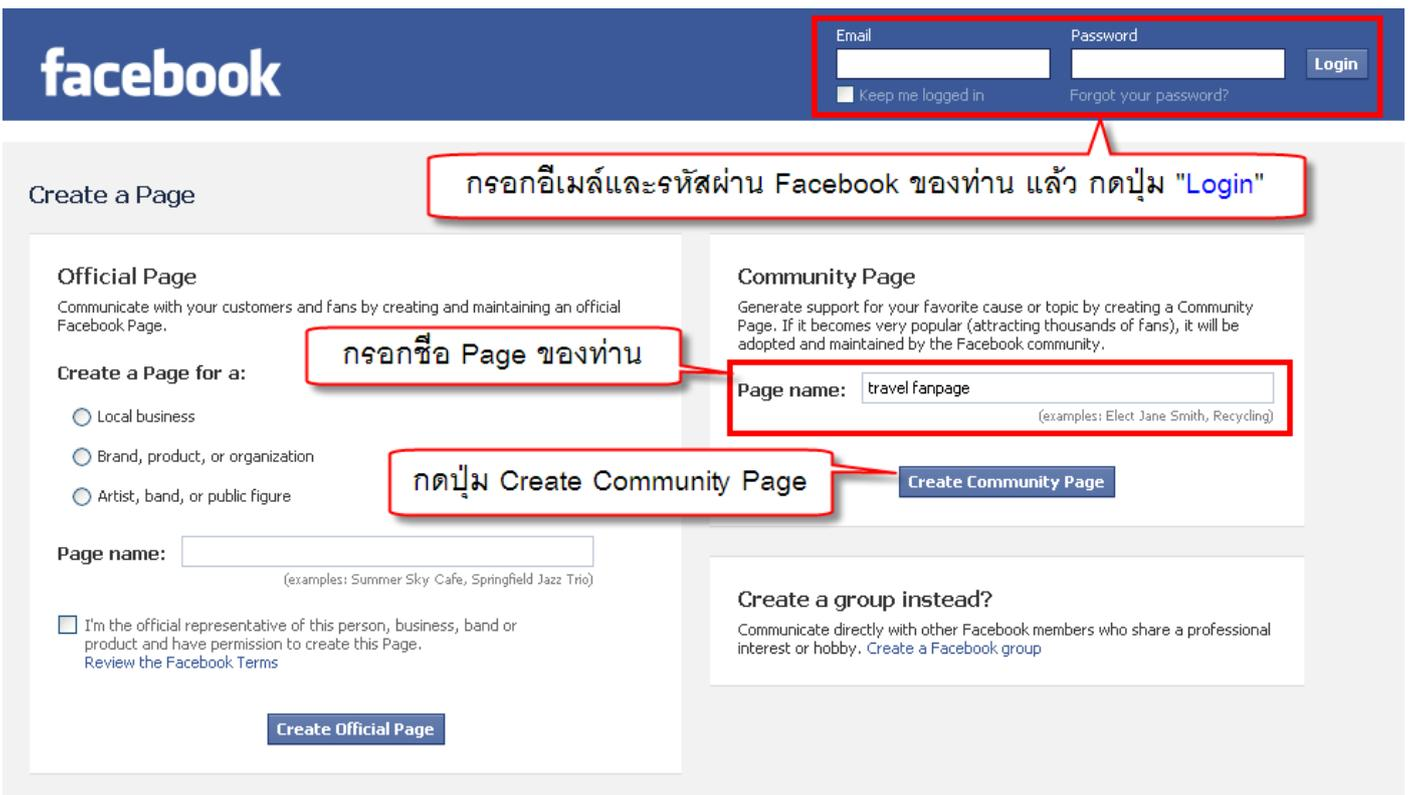 facebook
Email
Password
Login
Keep me logged in
Forgot your password?
กรอกอีเมล์และรหัสผ่าน Facebook ของท่าน แล้ว กดปุ่ม "Login"
Create a Page
Official Page
Communicate with your customers and fans by creating and maintaining an official
Facebook Page.
กรอกชื่อ Page ของท่าน
Create a Page for a:
Local business
Brand, product, or organization
Artist, band, or public figure
Page name:
(examples: Summer Sky Cafe, Springfield Jazz Trio)
I'm the official representative of this person, business, band or
product and have permission to create this Page.
Review the Facebook Terms
Create Official Page
Community Page
Generate support for your favorite cause or topic by creating a Community
Page. If it becomes very popular (attracting thousands of fans), it will be
adopted and maintained by the Facebook community.
Page name: travel fanpage
(examples: Elect Jane Smith, Recycling)
กดปุ่ม Create Community Page
Create Community Page
Create a group instead?
Communicate directly with other Facebook members who share a professional
interest or hobby. Create a Facebook group